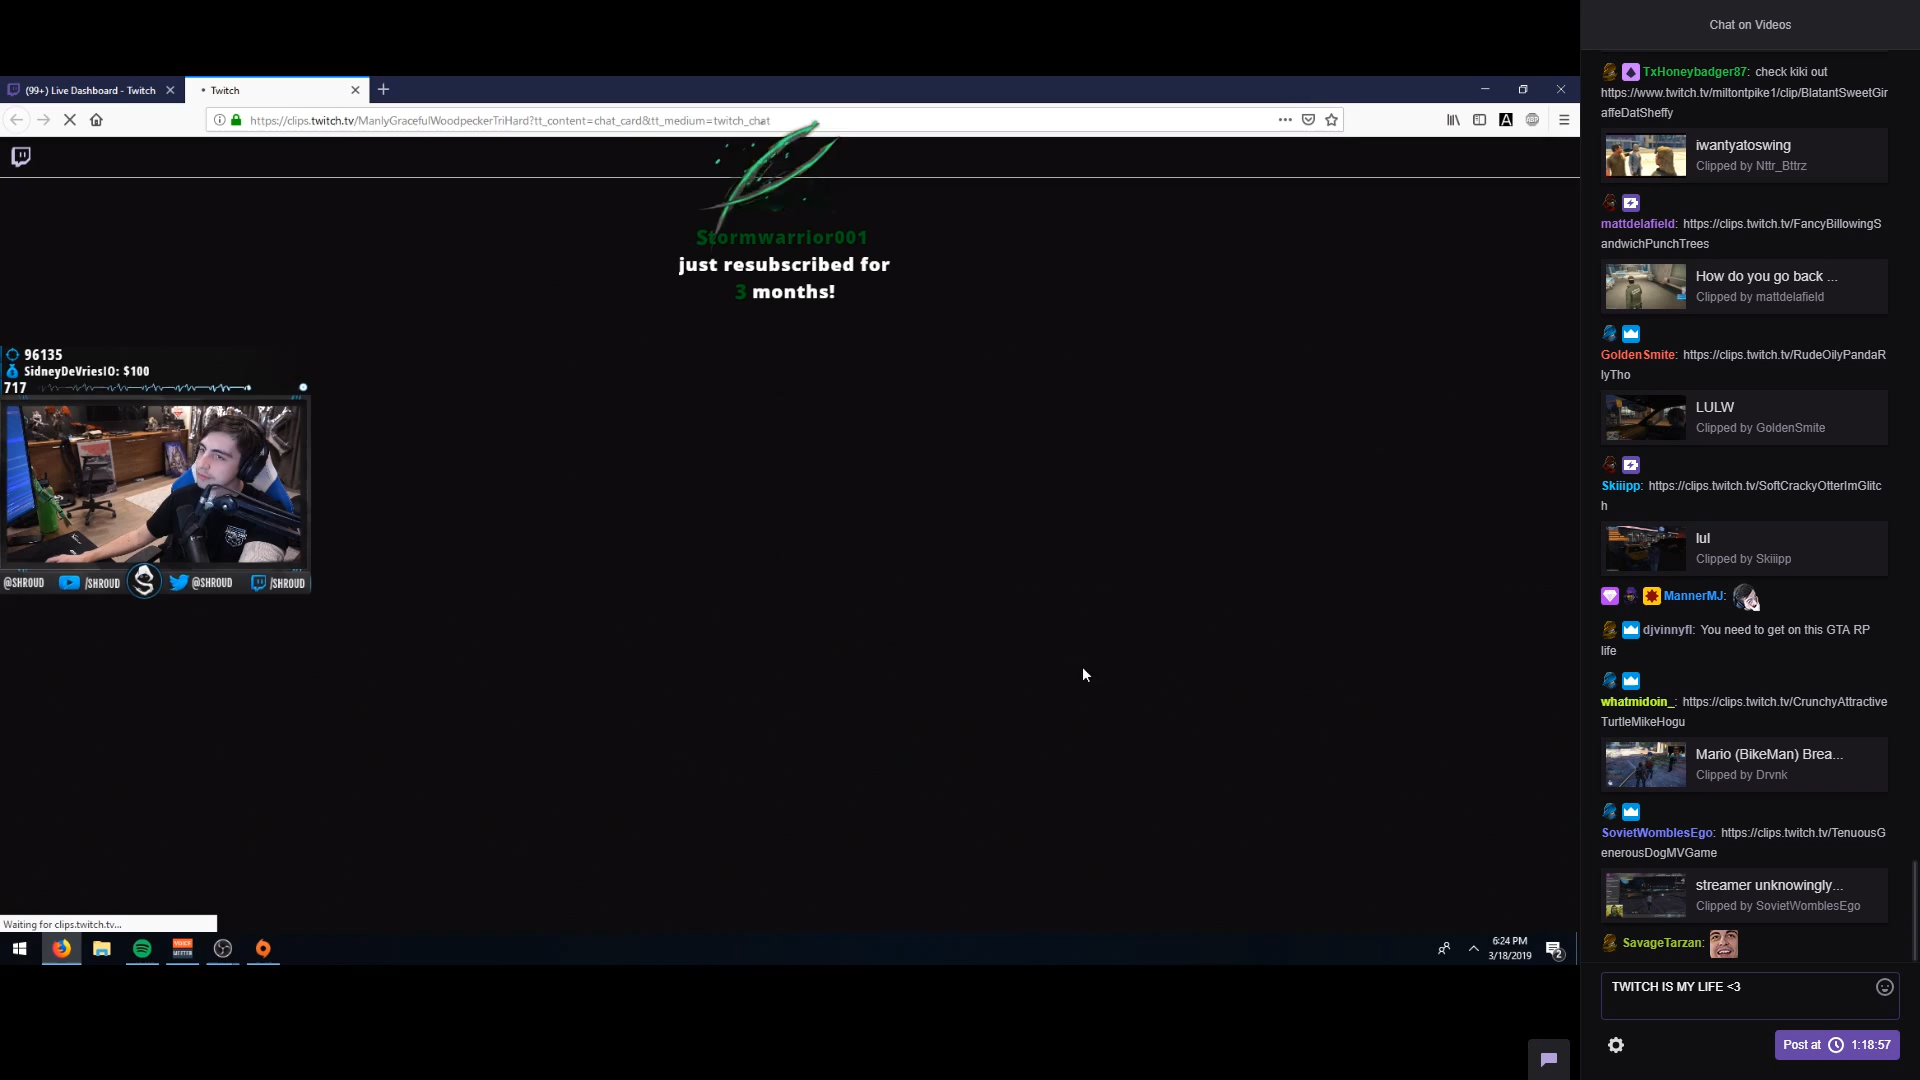 (99+) Live Dashboard - Twitch
Twitch
https://clips.twitch.tv/ManlyGracefulWoodpeckerTriHard?tt_content=chat_card&tt_medium=twitch_chat
A
ABP
Stormwarrior001
just resubscribed for
3 months!
96135
SidneyDeVriesIO: $100
717
@SHROUD
/SHROUD
@SHROUD
/SHROUD
Waiting for clips.twitch.tv...
VOICE
MEETER
6:24 PM
3/18/2019
2
Chat on Videos
TxHoneybadger87: check kiki out
https://www.twitch.tv/miltontpike1/clip/BlatantSweetGir
affeDatSheffy
iwantyatoswing
Clipped by Nttr_Bttrz
mattdelafield: https://clips.twitch.tv/FancyBillowingS
andwichPunchTrees
How do you go back ...
Clipped by mattdelafield
GoldenSmite: https://clips.twitch.tv/RudeOilyPandaR
lyTho
LULW
Clipped by GoldenSmite
Skiiipp: https://clips.twitch.tv/SoftCrackyOtterImGlitc
h
lul
Clipped by Skiiipp
MannerMJ:
djvinnyfl: You need to get on this GTA RP
life
whatmidoin_: https://clips.twitch.tv/CrunchyAttractive
TurtleMikeHogu
Mario (BikeMan) Brea...
Clipped by Drvnk
SovietWomblesEgo: https://clips.twitch.tv/TenuousG
enerousDogMVGame
streamer unknowingly...
Clipped by SovietWomblesEgo
SavageTarzan:
TWITCH IS MY LIFE <3
Post at 1:18:57